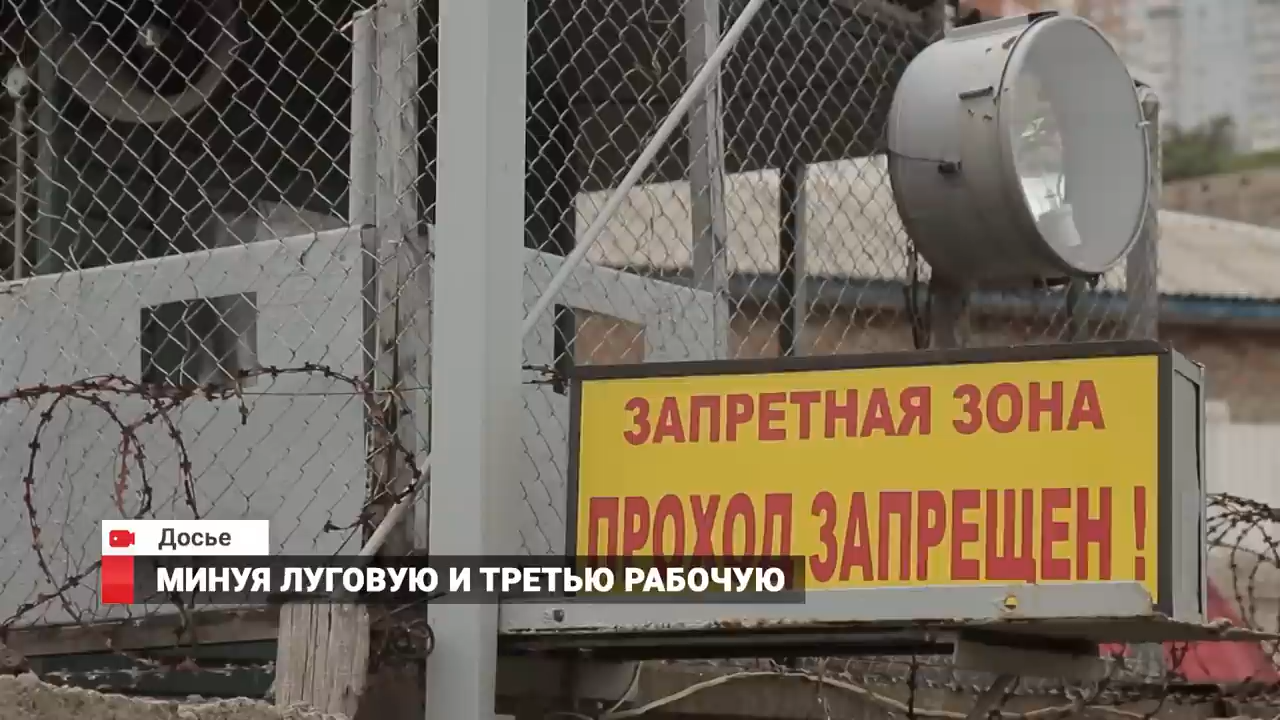 ЗАПРЕТНАЯ ЗОНА
ПРОХОД ЗАПРЕЩЕН !
Досье
МИНУЯ ЛУГОВУЮ И ТРЕТЬЮ РАБОЧУЮ